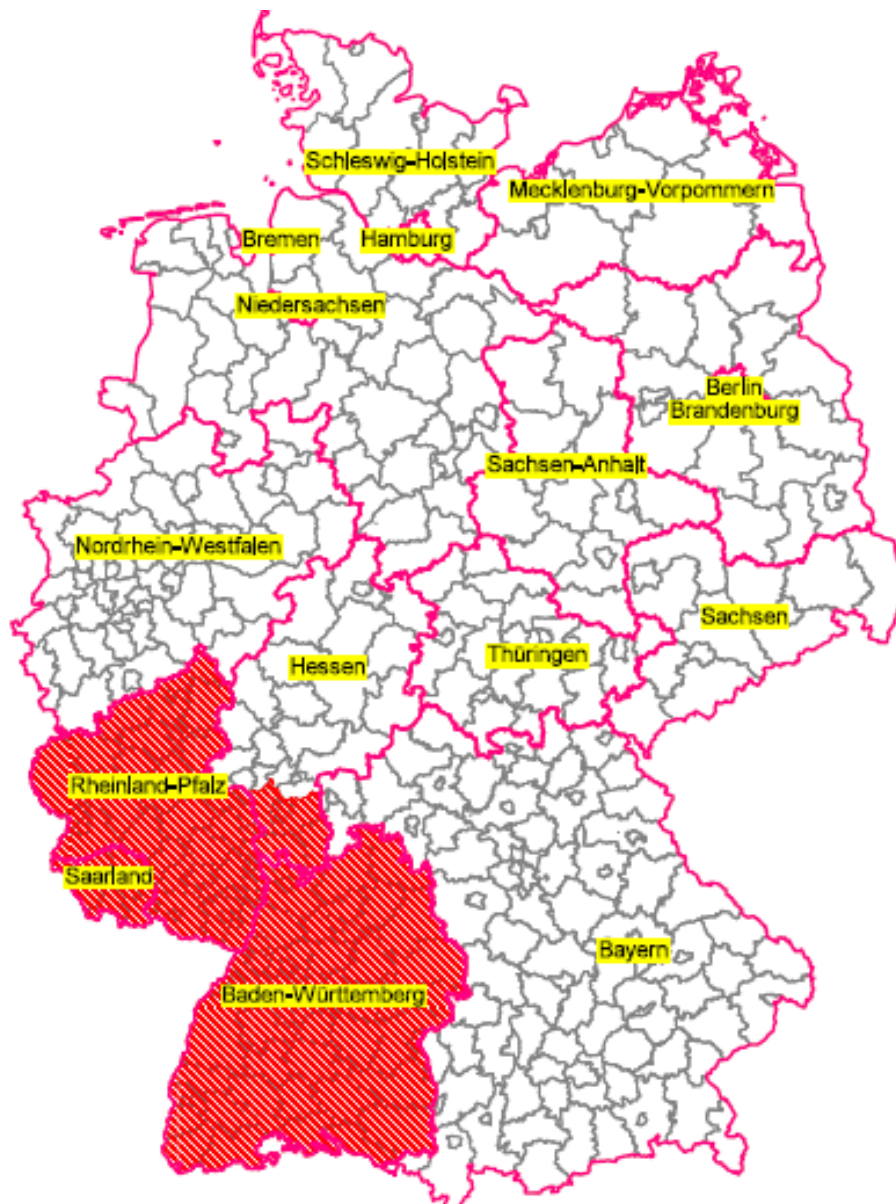 Schleswig-Holstein
Mecklenburg-Vorpommern
Bremen
Hamburg
Niedersachsen
Berlin
Brandenburg
Sachsen-Anhalt
Nordrhein-Westfalen
Sachsen
Hessen
Thüringen
Rheinland-Pfalz
Saarland
Bayern
Baden-Württemberg